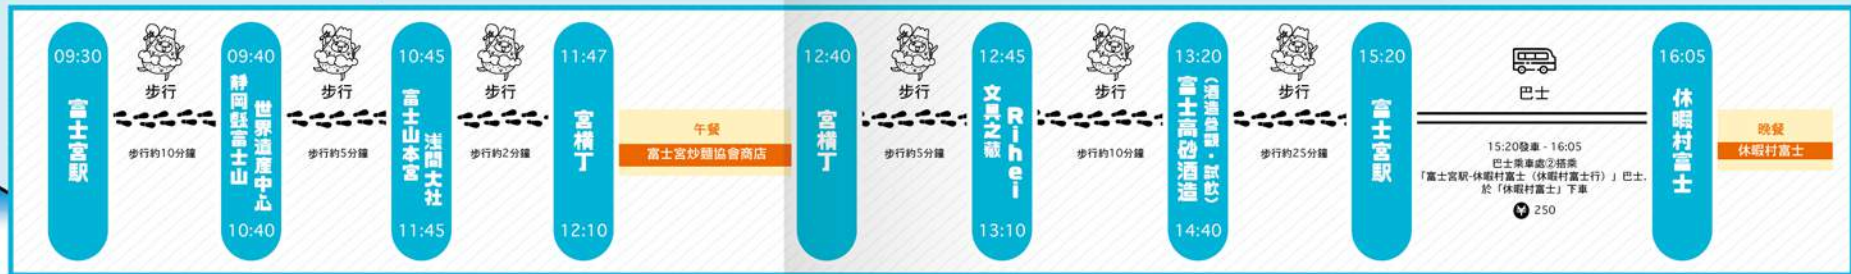 09:30
富士宮駅
步行
步行約10分鐘
09:40
靜岡縣富士山
世界遺產中心
10:40
步行
步行約5分鐘
10:45
富士山本宮
浅間大社
11:45
步行
步行約2分鐘
11:47
宮横丁
12:10
午餐
富士宮炒麵協會商店
12:40
宮横丁
步行
步行約5分鐘
12:45
文具之蔵
Rihei
13:10
步行
步行約10分鐘
13:20
富士高砂酒造
(酒造參觀・試飲)
14:40
步行
步行約25分鐘
15:20
富士宮駅
巴士
15:20發車 - 16:05
巴士乘車處②搭乘
「富士宮駅-休暇村富士（休暇村富士行）」巴士.
於「休暇村富士」下車
¥ 250
16:05
休暇村富士
晚餐
休暇村富士